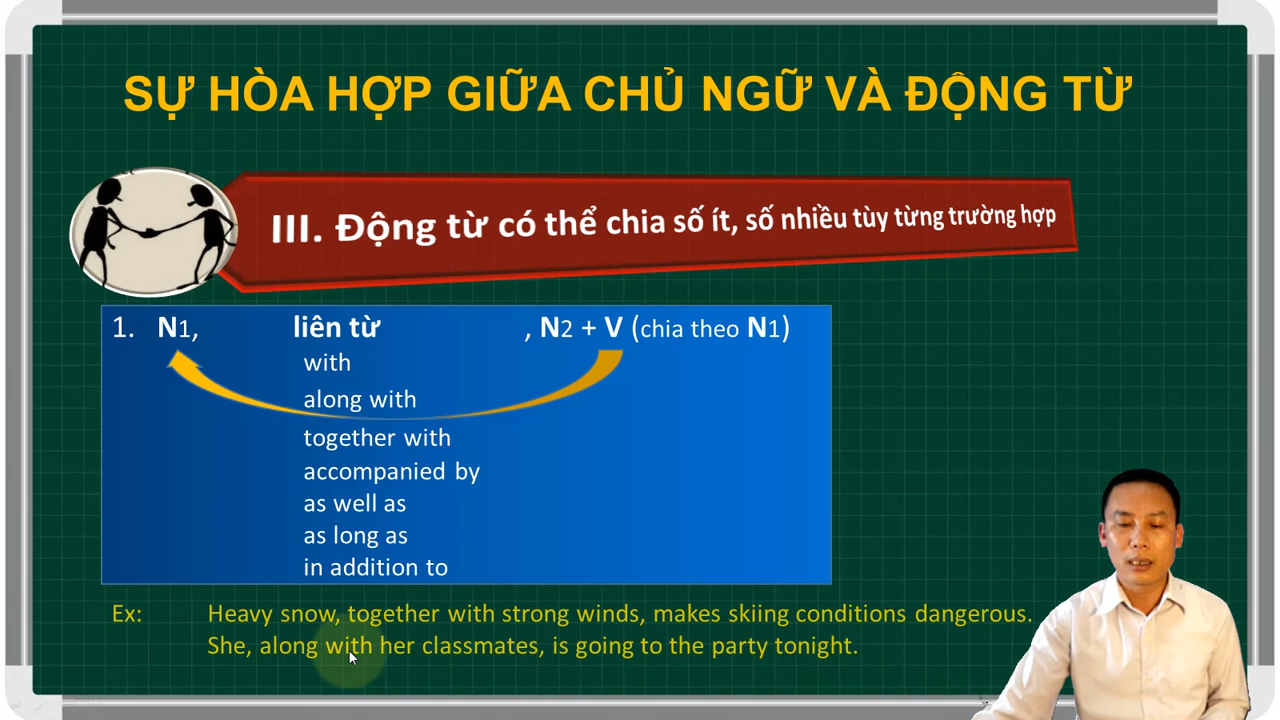 SỰ HÒA HỢP GIỮA CHỦ NGỮ VÀ ĐỘNG TỪ
III. Động từ có thể chia số ít, số nhiều tùy từng trường hợp
1. N1, liên từ , N2 + V (chia theo N1)
with
along with
together with
accompanied by
as well as
as long as
in addition to
Ex: Heavy snow, together with strong winds, makes skiing conditions dangerous.
She, along with her classmates, is going to the party tonight.